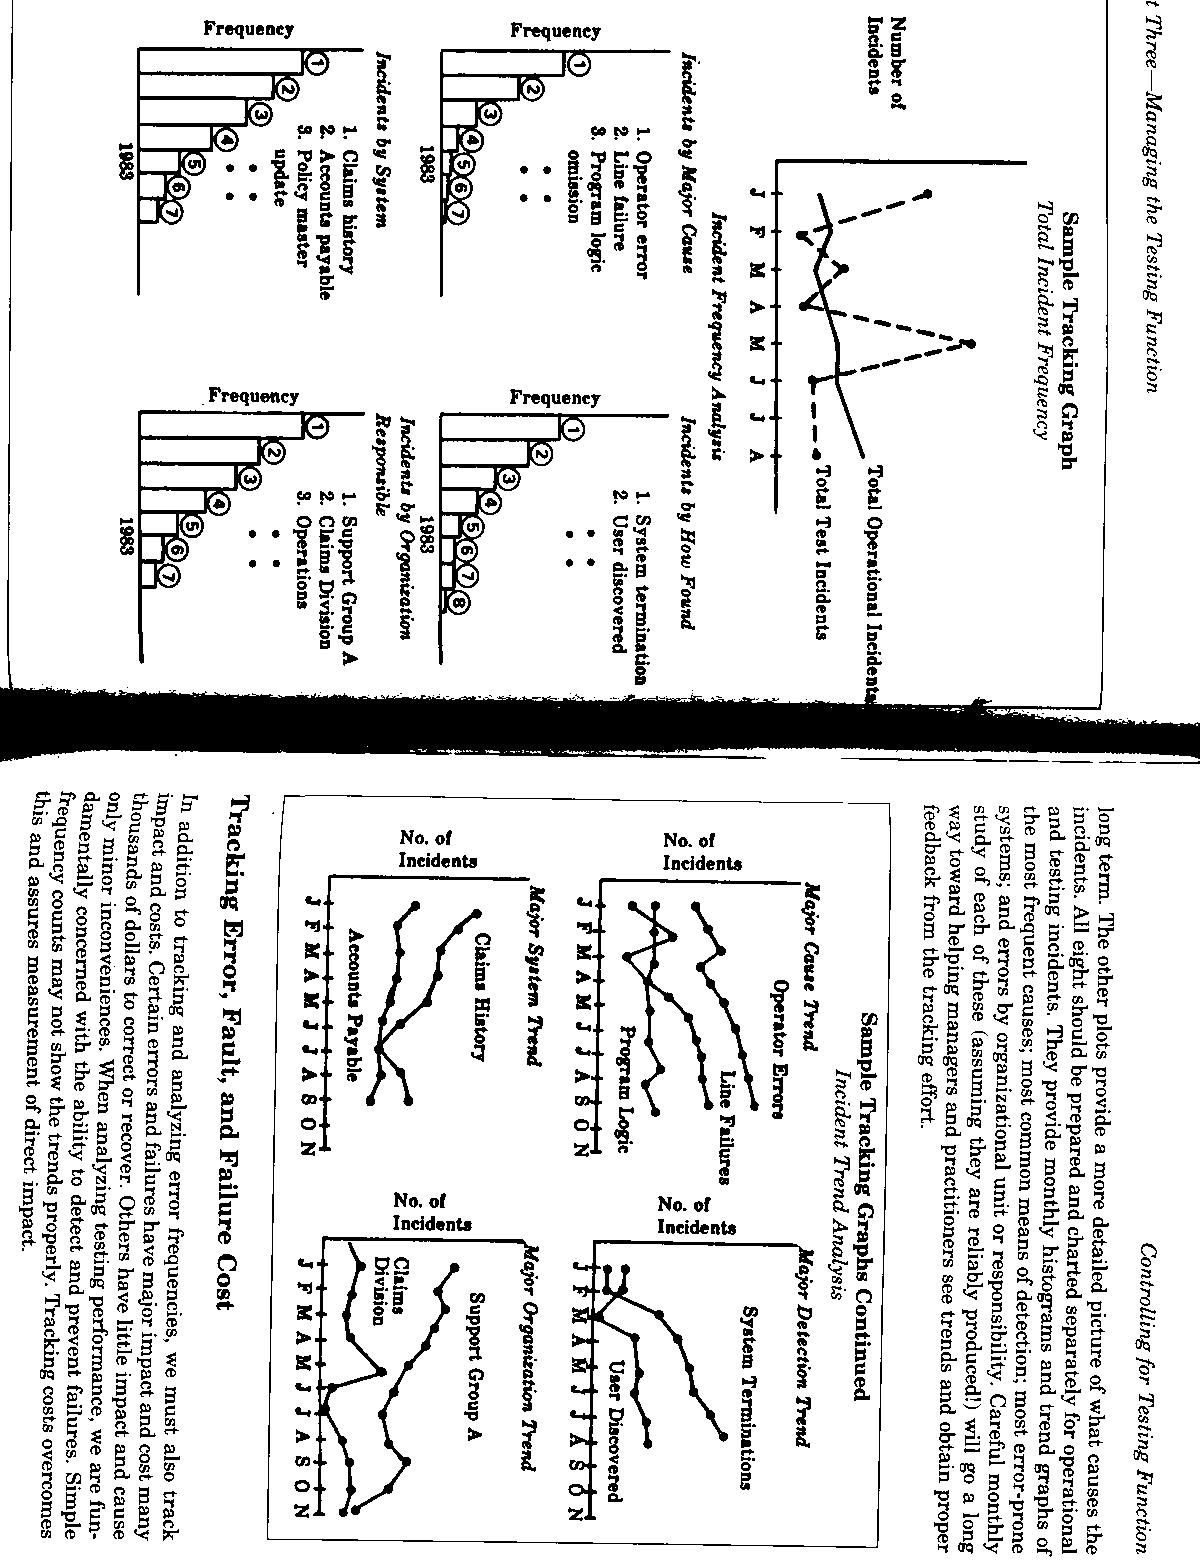 t Three—Managing the Testing Function
Sample Tracking Graph
Total Incident Frequency
Number of
Incidents
Total Operational Incidents
Total Test Incidents
J F M A M J J A
Incident Frequency Analysis
Incidents by Major Cause
Frequency
1
2
3
4
5
6
7
1. Operator error
2. Line failure
3. Program logic
omission
1983
Incidents by How Found
Frequency
1
2
3
4
5
6
7
8
1. System termination
2. User discovered
1983
Incidents by System
Frequency
1
2
3
4
5
6
7
1. Claims history
2. Accounts payable
3. Policy master
update
1983
Incidents by Organization
Responsible
Frequency
1
2
3
4
5
6
7
1. Support Group A
2. Claims Division
3. Operations
1983
Controlling for Testing Function
long term. The other plots provide a more detailed picture of what causes the
incidents. All eight should be prepared and charted separately for operational
and testing incidents. They provide monthly histograms and trend graphs of
the most frequent causes; most common means of detection; most error-prone
systems; and errors by organizational unit or responsibility. Careful monthly
study of each of these (assuming they are reliably produced!) will go a long
way toward helping managers and practitioners see trends and obtain proper
feedback from the tracking effort.
Sample Tracking Graphs Continued
Incident Trend Analysis
Major Cause Trend
No. of
Incidents
Operator Errors
Line Failures
Program Logic
J F M A M J J A S O N
Major Detection Trend
No. of
Incidents
System Terminations
User Discovered
J F M A M J J A S O N
Major System Trend
No. of
Incidents
Claims History
Accounts Payable
J F M A M J J A S O N
Major Organization Trend
No. of
Incidents
Support Group A
Claims
Division
J F M A M J J A S O N
Tracking Error, Fault, and Failure Cost
In addition to tracking and analyzing error frequencies, we must also track
impact and costs. Certain errors and failures have major impact and cost many
thousands of dollars to correct or recover. Others have little impact and cause
only minor inconveniences. When analyzing testing performance, we are fun-
damentally concerned with the ability to detect and prevent failures. Simple
frequency counts may not show the trends properly. Tracking costs overcomes
this and assures measurement of direct impact.